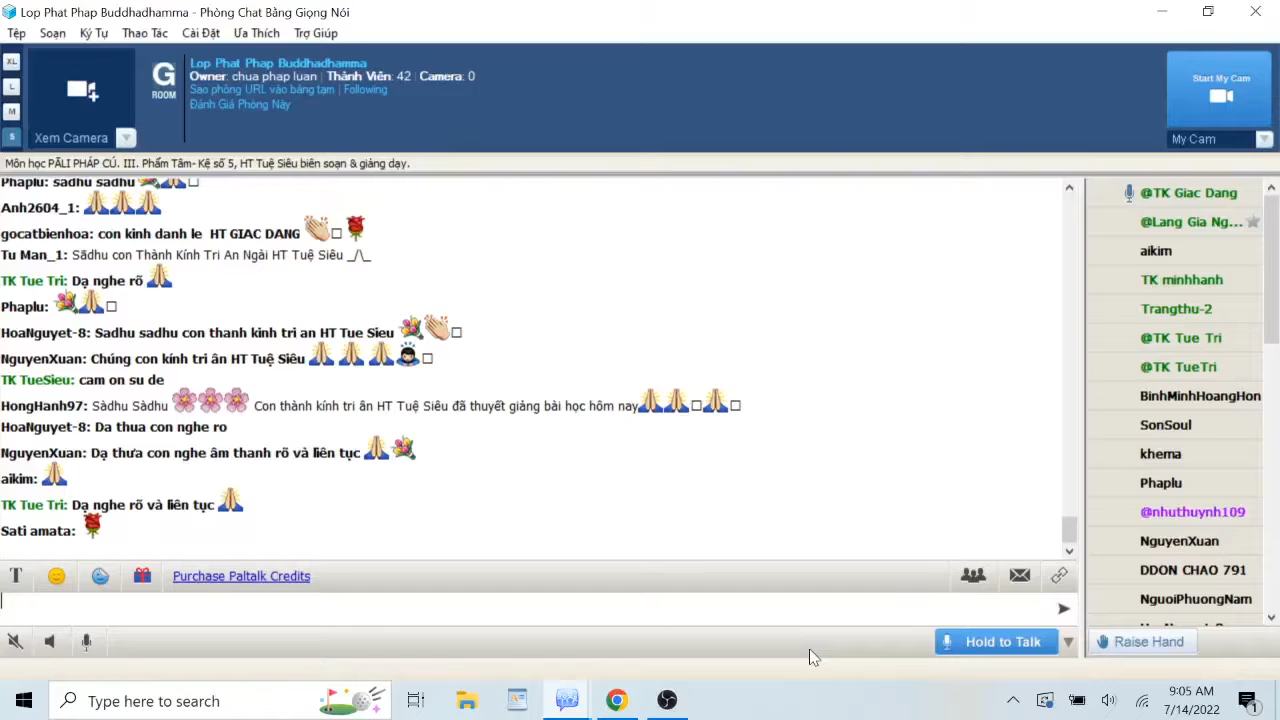 Lop Phat Phap Buddhadhamma - Phòng Chat Bằng Giọng Nói
Tệp Soạn Ký Tự Thao Tác Cài Đặt Ưa Thích Trợ Giúp
XL
L
M
S
Xem Camera
G
ROOM
Lop Phat Phap Buddhadhamma
Owner: chua phap luan | Thành Viên: 42 | Camera: 0
Sao phòng URL vào bảng tạm | Following
Đánh Giá Phòng Này
Start My Cam
My Cam
Môn học PĀLI PHÁP CÚ. III. Phẩm Tâm- Kệ số 5, HT Tuệ Siêu biên soạn & giảng dạy.
Phaplu: sadhu sadhu
Anh2604_1:
gocatbienhoa: con kinh danh le HT GIAC DANG
Tu Man_1: Sādhu con Thành Kính Tri Ân Ngài HT Tuệ Siêu _/\_
TK Tue Tri: Dạ nghe rõ
Phaplu:
HoaNguyet-8: Sadhu sadhu con thanh kinh tri an HT Tue Sieu
NguyenXuan: Chúng con kính tri ân HT Tuệ Siêu
TK TueSieu: cam on su de
HongHanh97: Sàdhu Sàdhu Con thành kính tri ân HT Tuệ Siêu đã thuyết giảng bài học hôm nay
HoaNguyet-8: Da thua con nghe ro
NguyenXuan: Dạ thưa con nghe âm thanh rõ và liên tục
aikim:
TK Tue Tri: Dạ nghe rõ và liên tục
Sati amata:
@TK Giac Dang
@Lang Gia Ng...
aikim
TK minhhanh
Trangthu-2
@TK Tue Tri
@TK TueTri
BinhMinhHoangHon
SonSoul
khema
Phaplu
@nhuthuynh109
NguyenXuan
DDON CHAO 791
NguoiPhuongNam
T
Purchase Paltalk Credits
Hold to Talk
Raise Hand
Type here to search
9:05 AM
7/14/2022
1